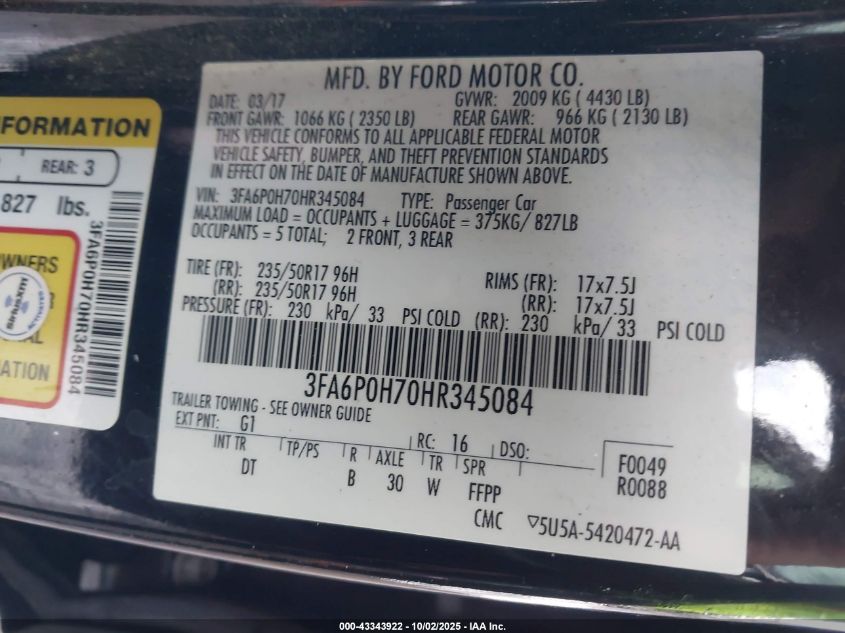 MFD. BY FORD MOTOR CO.
DATE: 03/17 GVWR: 2009 KG ( 4430 LB)
FRONT GAWR: 1066 KG ( 2350 LB) REAR GAWR: 966 KG ( 2130 LB)
THIS VEHICLE CONFORMS TO ALL APPLICABLE FEDERAL MOTOR
VEHICLE SAFETY, BUMPER, AND THEFT PREVENTION STANDARDS
IN EFFECT ON THE DATE OF MANUFACTURE SHOWN ABOVE.
VIN: 3FA6P0H70HR345084 TYPE: Passenger Car
MAXIMUM LOAD = OCCUPANTS + LUGGAGE = 375KG/ 827LB
OCCUPANTS = 5 TOTAL; 2 FRONT, 3 REAR
TIRE (FR): 235/50R17 96H RIMS (FR): 17x7.5J
(RR): 235/50R17 96H (RR): 17x7.5J
PRESSURE (FR): 230 kPa/ 33 PSI COLD (RR): 230 kPa/ 33 PSI COLD
3FA6P0H70HR345084
TRAILER TOWING - SEE OWNER GUIDE
EXT PNT: G1 RC: 16 DSO:
INT TR TP/PS R AXLE TR SPR
DT B 30 W FFPP
F0049
R0088
CMC 5U5A-5420472-AA
FORMATION
REAR: 3
827 lbs.
3FA6P0H70HR345084
OWNERS
siriusxm
ACTIVATED
AL
ATION
000-43343922 - 10/02/2025 - IAA Inc.